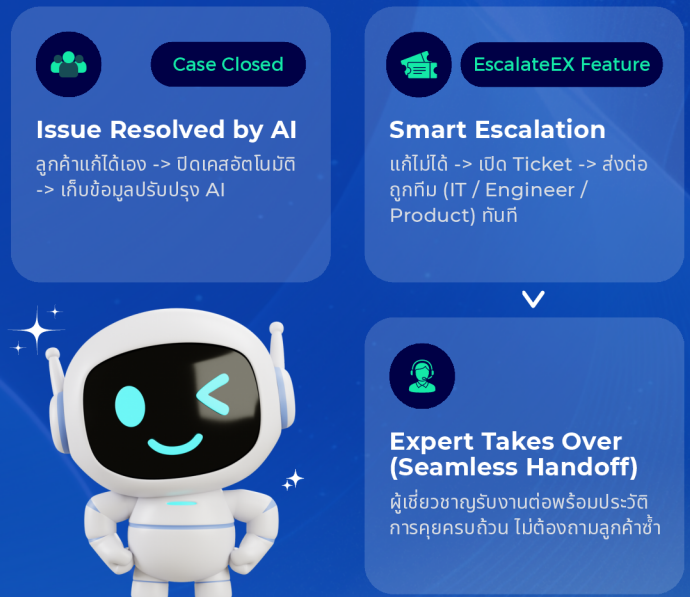 Case Closed
Issue Resolved by AI
ลูกค้าแก้ได้เอง -> ปิดเคสอัตโนมัติ
-> เก็บข้อมูลปรับปรุง AI
EscalateEX Feature
Smart Escalation
แก้ไม่ได้ -> เปิด Ticket -> ส่งต่อ
ถูกทีม (IT / Engineer /
Product) ทันที
Expert Takes Over
(Seamless Handoff)
ผู้เชี่ยวชาญรับงานต่อพร้อมประวัติ
การคุยครบถ้วน ไม่ต้องถามลูกค้าซ้ำ